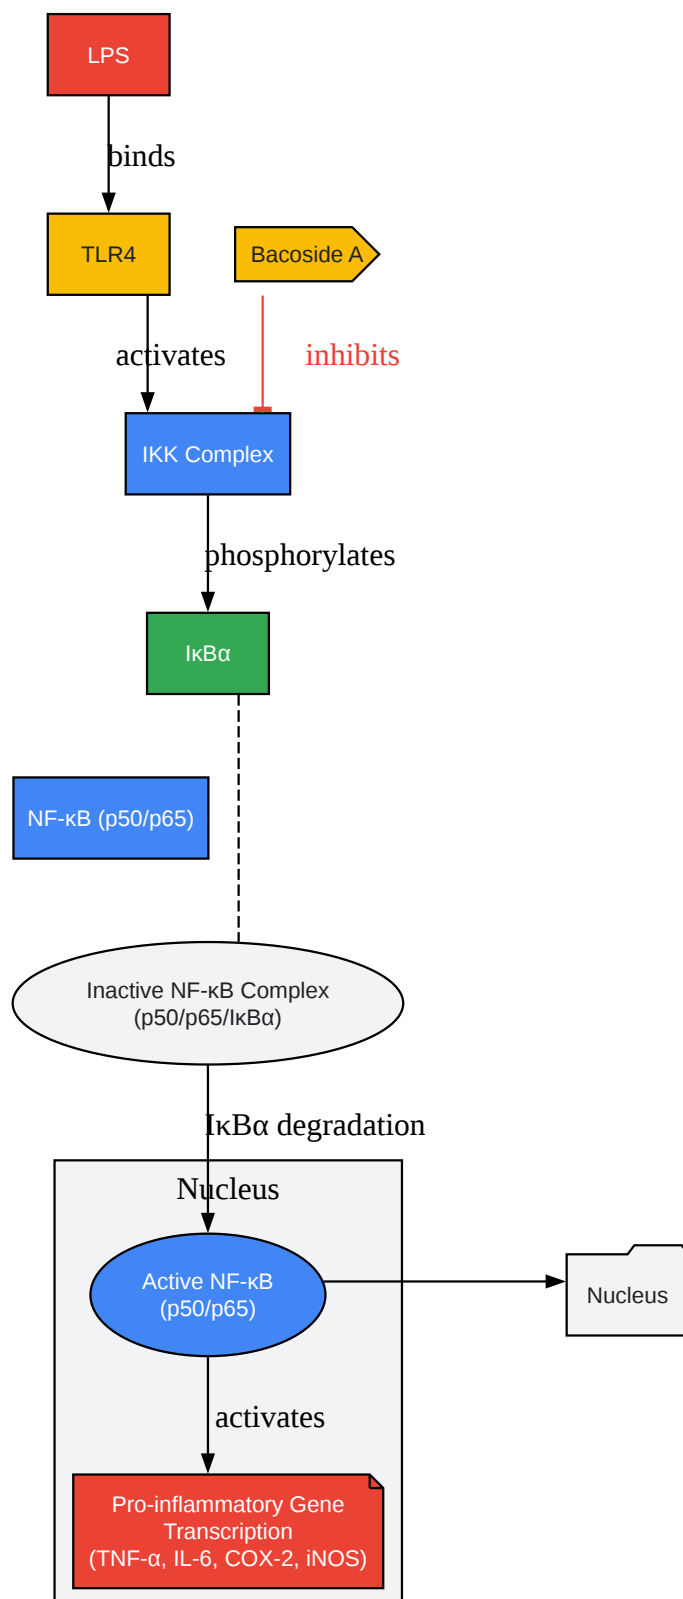 LPS
binds
TLR4
Bacoside A
activates
inhibits
IKK Complex
phosphorylates
IκBα
NF-κB (p50/p65)
Inactive NF-κB Complex
(p50/p65/IκBα)
IκBα degradation
Nucleus
Active NF-κB
(p50/p65)
Nucleus
activates
Pro-inflammatory Gene
Transcription
(TNF-α, IL-6, COX-2, iNOS)